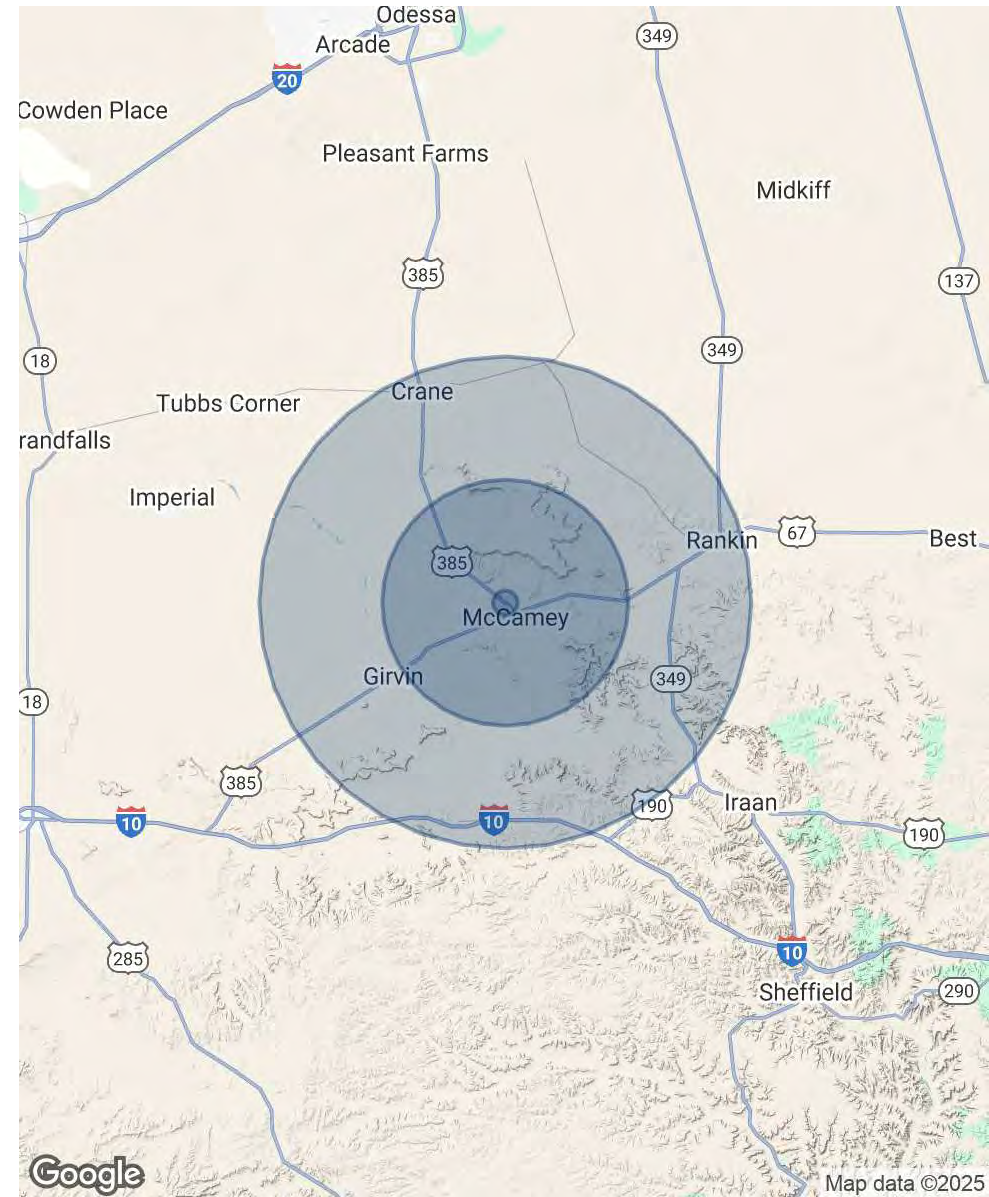 Odessa
349
Arcade
20
Cowden Place
Pleasant Farms
Midkiff
385
137
349
18
Crane
Tubbs Corner
randfalls
Imperial
67
Rankin
Best
385
McCamey
Girvin
349
18
385
190
Iraan
10
10
190
10
285
290
Sheffield
Google
Map data ©2025